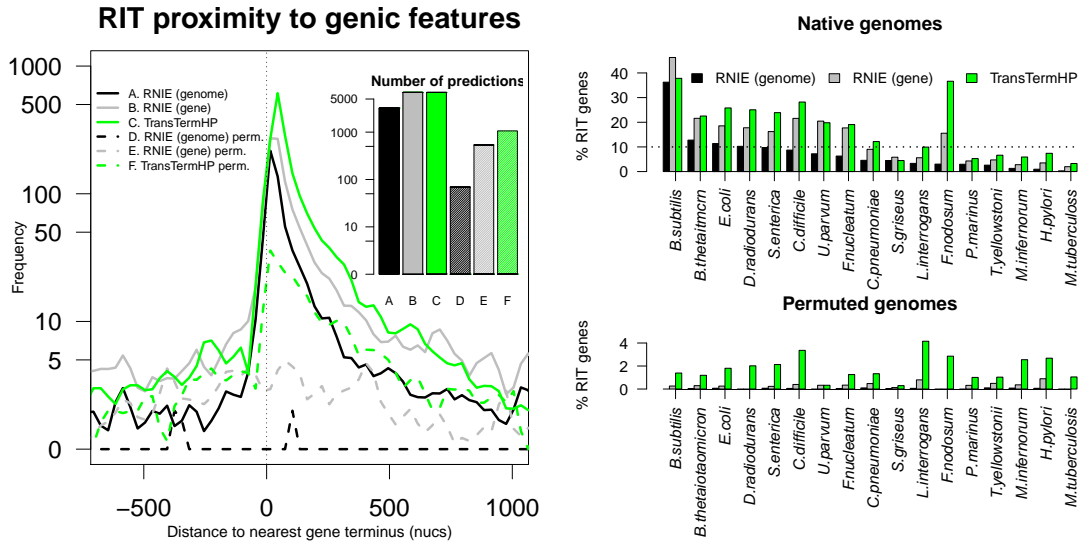 RIT proximity to genic features
1000
500
100
50
10
5
0
Frequency
A. RNIE (genome)
B. RNIE (gene)
C. TransTermHP
D. RNIE (genome) perm.
E. RNIE (gene) perm.
F. TransTermHP perm.
Number of predictions
5000
1000
100
10
0
A B C D E F
−500 0 500 1000
Distance to nearest gene terminus (nucs)
Native genomes
% RIT genes
40
30
20
10
0
RNIE (genome) RNIE (gene) TransTermHP
B.subtilis
B.thetaitmcrn
E.coli
D.radiodurans
S.enterica
C.difficile
U.parvum
F.nucleatum
C.pneumoniae
S.griseus
L.interrogans
F.nodosum
P.marinus
T.yellowstoni
M.infernorum
H.pylori
M.tuberculoss
Permuted genomes
% RIT genes
4
2
0
B.subtilis
B.thetaiotaomicron
E.coli
D.radiodurans
S.enterica
C.difficile
U.parvum
F.nucleatum
C.pneumoniae
S.griseus
L.interrogans
F.nodosum
P.marinus
T.yellowstonii
M.infernorum
H.pylori
M.tuberculosis